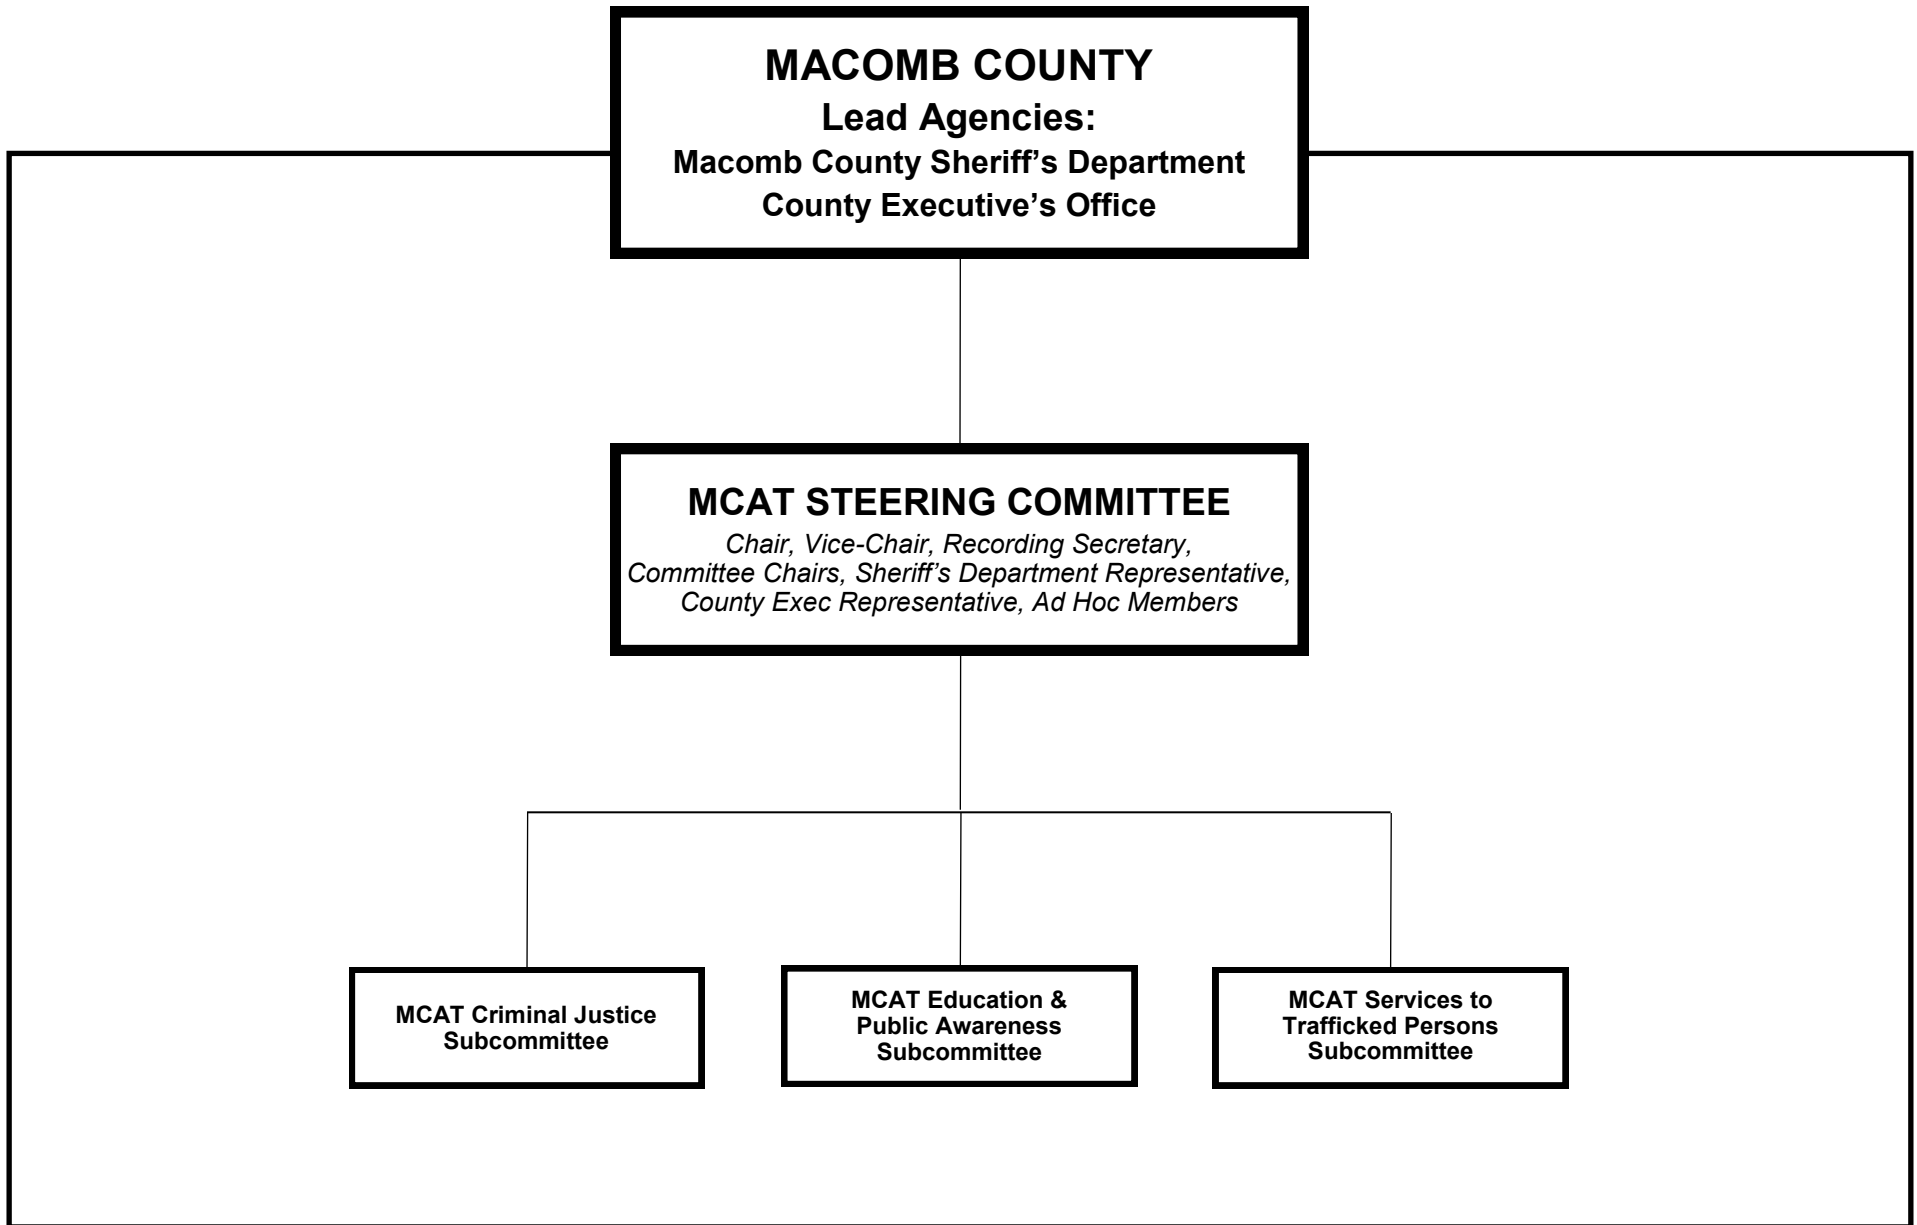 MACOMB COUNTY
Lead Agencies:
Macomb County Sheriff’s Department
County Executive’s Office
MCAT STEERING COMMITTEE
Chair, Vice-Chair, Recording Secretary,
Committee Chairs, Sheriff’s Department Representative,
County Exec Representative, Ad Hoc Members
MCAT Criminal Justice
Subcommittee
MCAT Education &
Public Awareness
Subcommittee
MCAT Services to
Trafficked Persons
Subcommittee